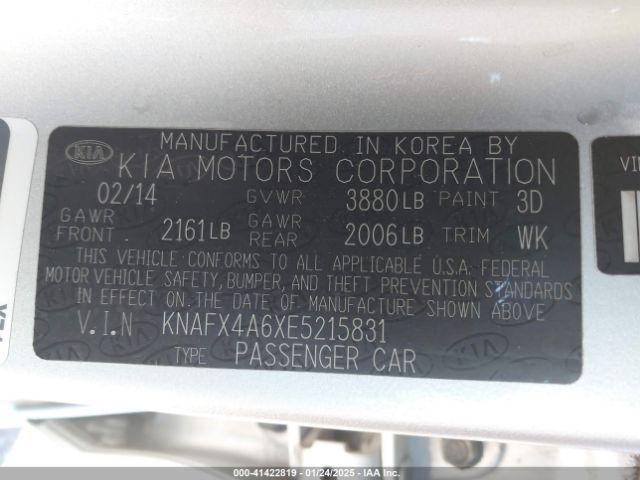 KIA
MANUFACTURED IN KOREA BY
KIA MOTORS CORPORATION
02/14 GVWR 3880LB PAINT 3D
GAWR FRONT 2161LB GAWR REAR 2006LB TRIM WK
THIS VEHICLE CONFORMS TO ALL APPLICABLE U.S.A. FEDERAL
MOTOR VEHICLE SAFETY, BUMPER, AND THEFT PREVENTION STANDARDS
IN EFFECT ON THE DATE OF MANUFACTURE SHOWN ABOVE
V.I.N KNAFX4A6XE5215831
TYPE PASSENGER CAR
000-41422819 - 01/24/2025 - IAA Inc.